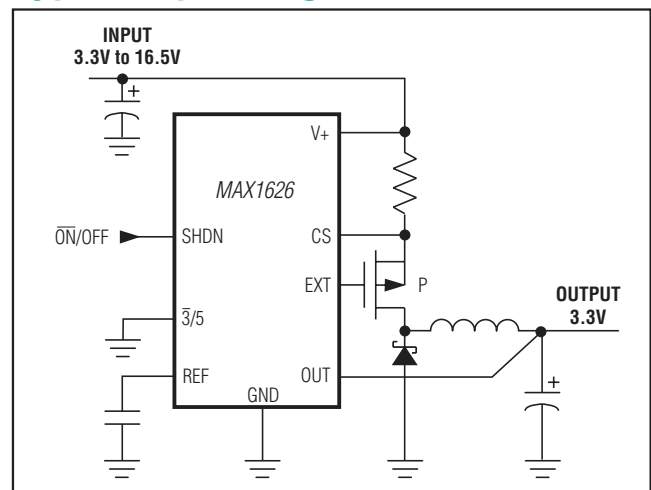 INPUT
3.3V to 16.5V
+
V+
MAX1626
O̅N̅/OFF
SHDN
CS
EXT
P
OUTPUT
3.3V
3̅/5
REF
OUT
GND
+